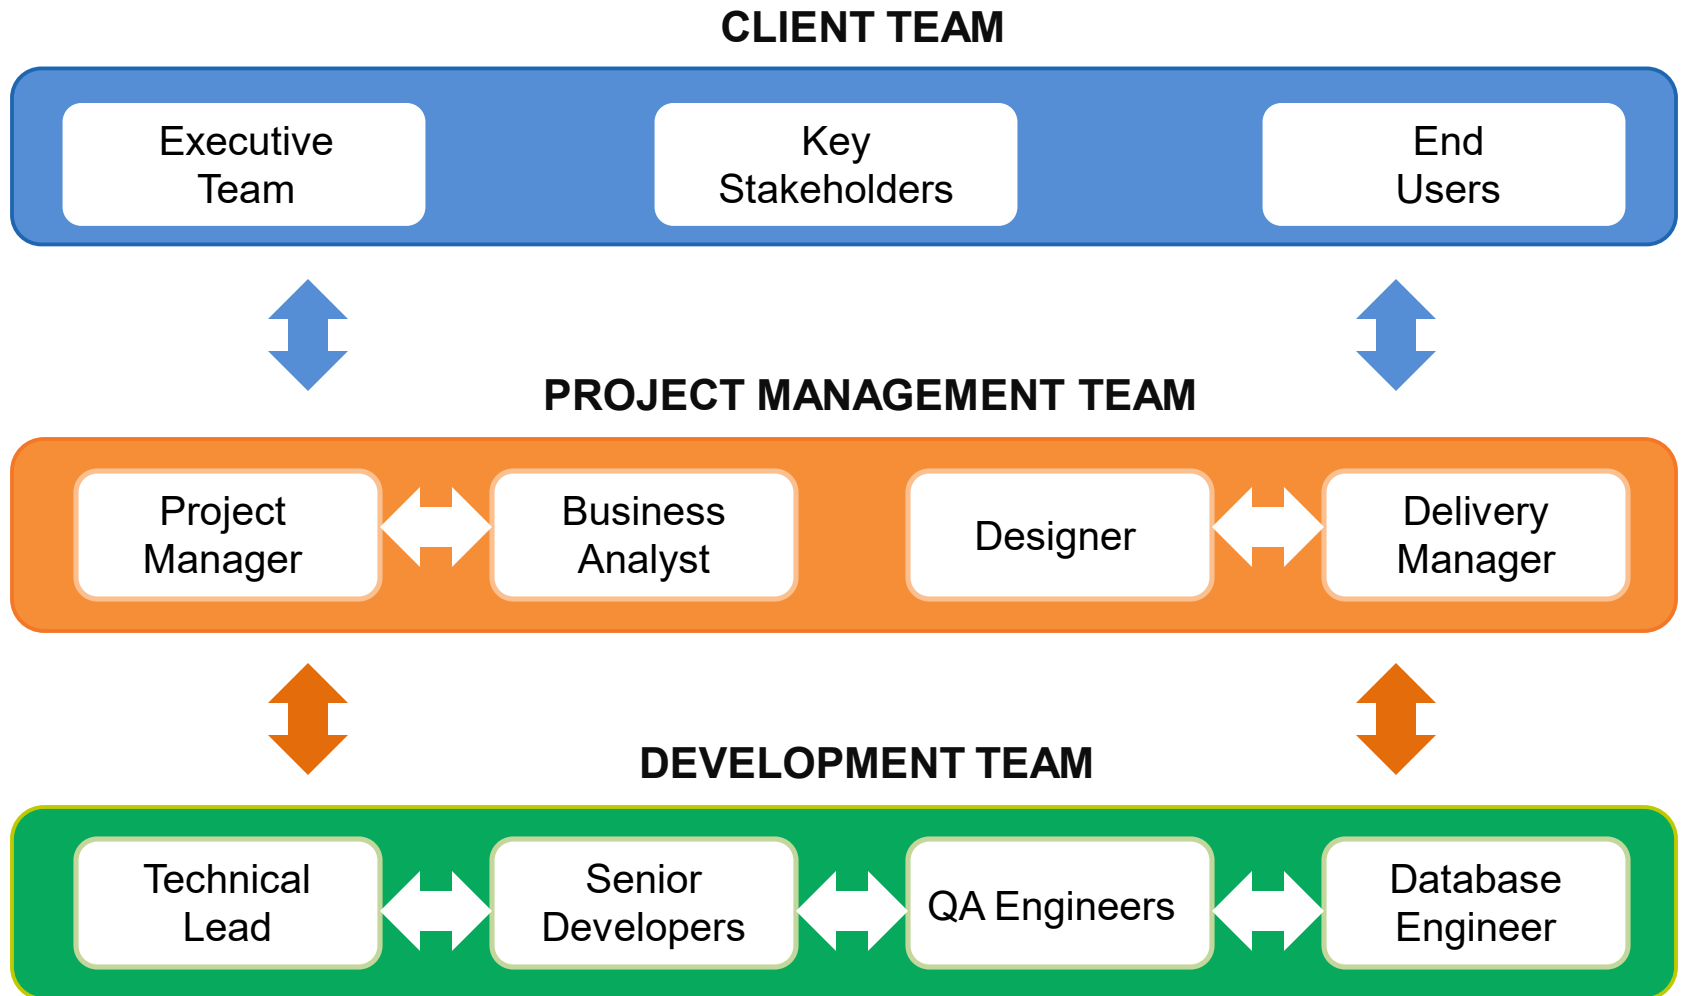 CLIENT TEAM
Executive
Team
Key
Stakeholders
End
Users
PROJECT MANAGEMENT TEAM
Project
Manager
Business
Analyst
Designer
Delivery
Manager
DEVELOPMENT TEAM
Technical
Lead
Senior
Developers
QA Engineers
Database
Engineer